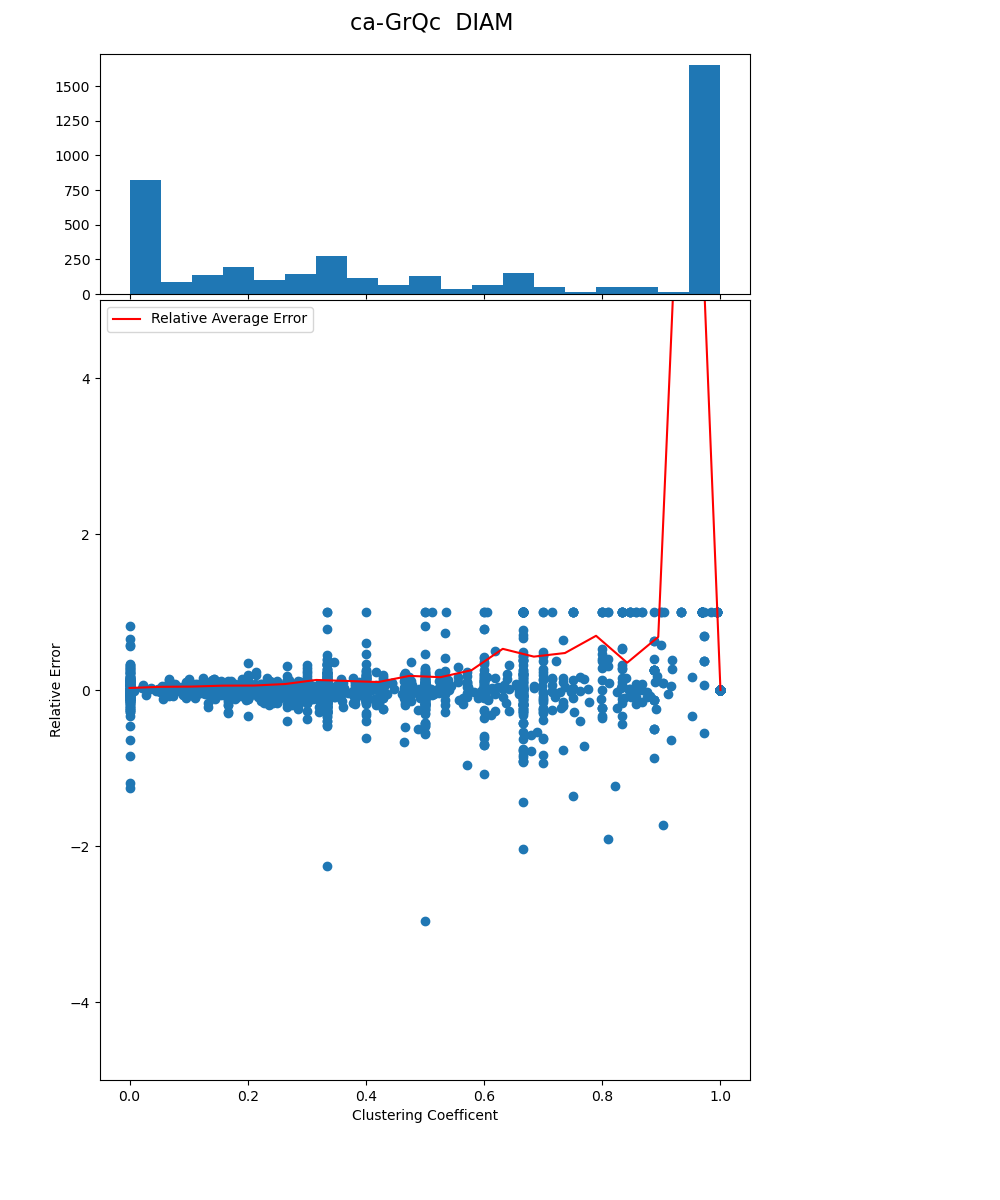 ca-GrQc  DIAM
1500
1250
1000
750
500
250
0
Relative Average Error
4
2
0
−2
−4
Relative Error
0.0 0.2 0.4 0.6 0.8 1.0
Clustering Coefficent